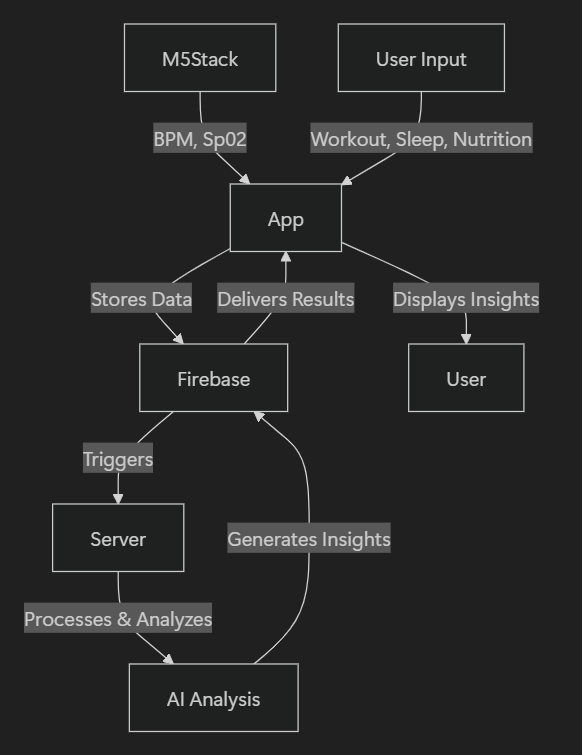 M5Stack
User Input
BPM, Sp02
Workout, Sleep, Nutrition
App
Stores Data
Delivers Results
Displays Insights
Firebase
User
Triggers
Server
Generates Insights
Processes & Analyzes
AI Analysis